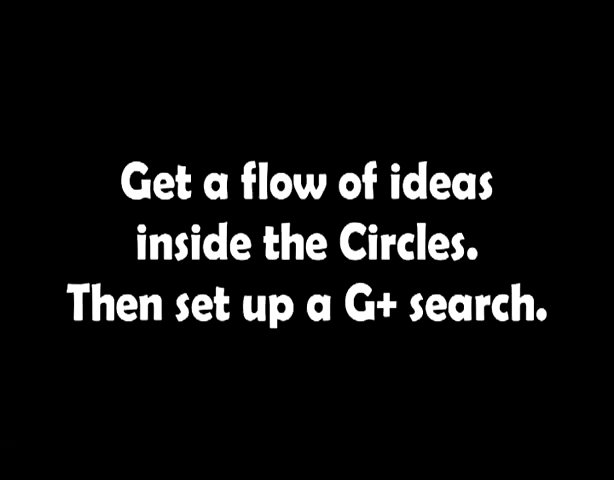 Get a flow of ideas
inside the Circles.
Then set up a G+ search.